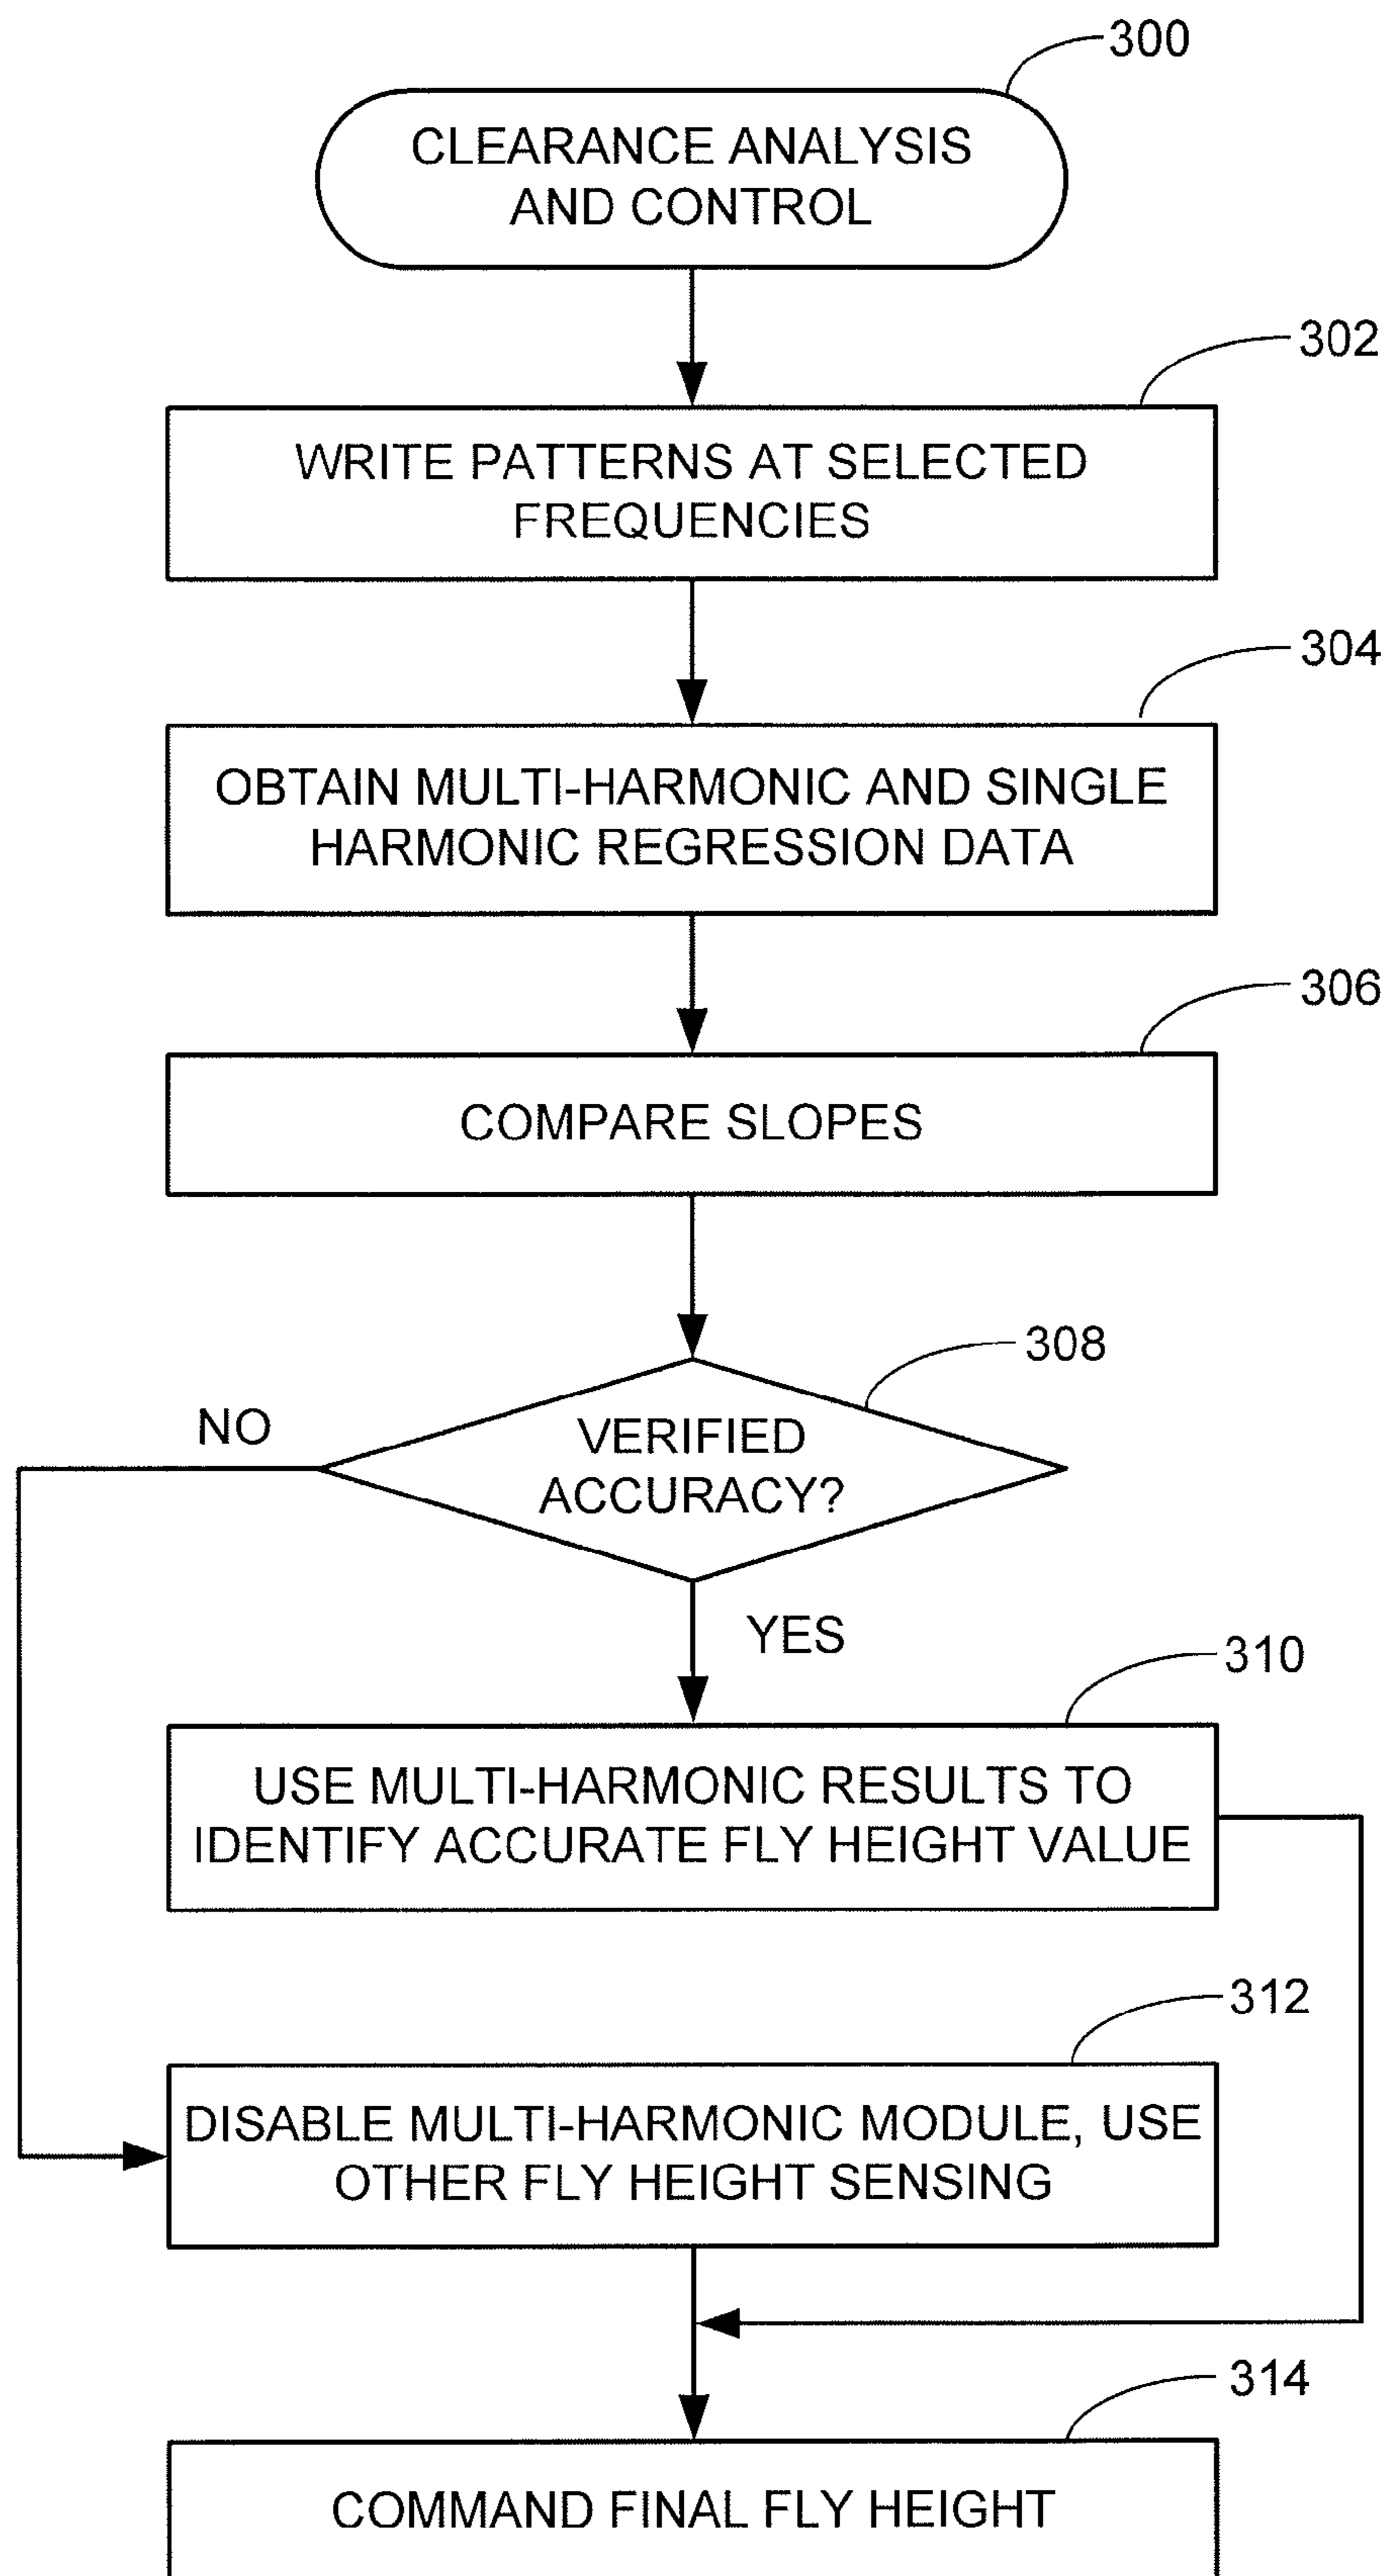 300
CLEARANCE ANALYSIS
AND CONTROL
302
WRITE PATTERNS AT SELECTED
FREQUENCIES
304
OBTAIN MULTI-HARMONIC AND SINGLE
HARMONIC REGRESSION DATA
306
COMPARE SLOPES
308
NO
VERIFIED
ACCURACY?
YES
310
USE MULTI-HARMONIC RESULTS TO
IDENTIFY ACCURATE FLY HEIGHT VALUE
312
DISABLE MULTI-HARMONIC MODULE, USE
OTHER FLY HEIGHT SENSING
314
COMMAND FINAL FLY HEIGHT